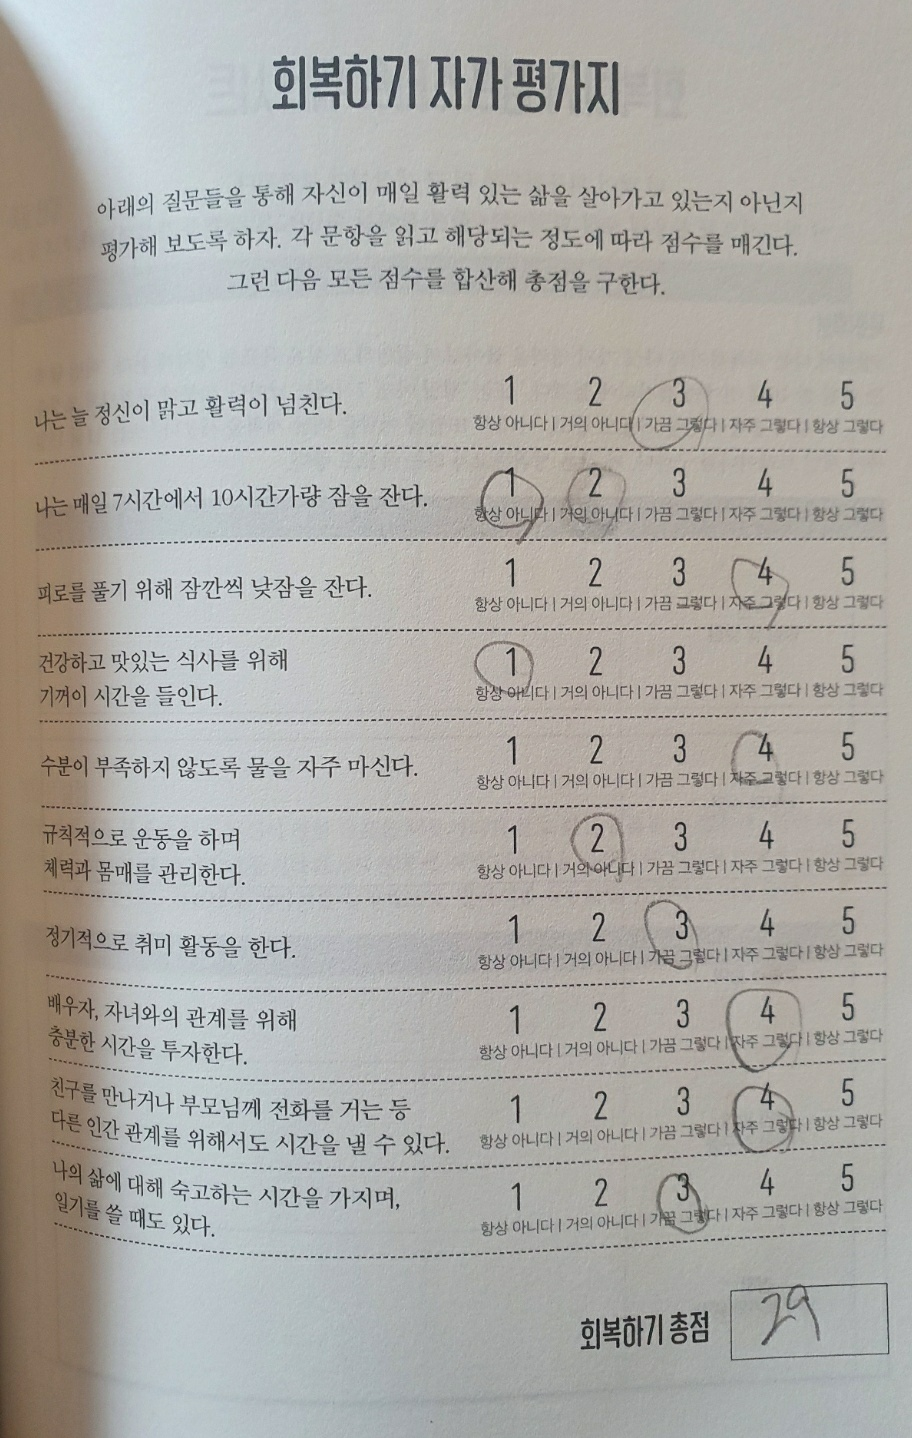 회복하기 자가 평가지
아래의 질문들을 통해 자신이 매일 활력 있는 삶을 살아가고 있는지 아닌지
평가해 보도록 하자. 각 문항을 읽고 해당되는 정도에 따라 점수를 매긴다.
그런 다음 모든 점수를 합산해 총점을 구한다.
나는 늘 정신이 맑고 활력이 넘친다.
1 2 3 4 5
항상 아니다 | 거의 아니다 | 가끔 그렇다 | 자주 그렇다 | 항상 그렇다
나는 매일 7시간에서 10시간가량 잠을 잔다.
1 2 3 4 5
항상 아니다 | 거의 아니다 | 가끔 그렇다 | 자주 그렇다 | 항상 그렇다
피로를 풀기 위해 잠깐씩 낮잠을 잔다.
1 2 3 4 5
항상 아니다 | 거의 아니다 | 가끔 그렇다 | 자주 그렇다 | 항상 그렇다
건강하고 맛있는 식사를 위해
기꺼이 시간을 들인다.
1 2 3 4 5
항상 아니다 | 거의 아니다 | 가끔 그렇다 | 자주 그렇다 | 항상 그렇다
수분이 부족하지 않도록 물을 자주 마신다.
1 2 3 4 5
항상 아니다 | 거의 아니다 | 가끔 그렇다 | 자주 그렇다 | 항상 그렇다
규칙적으로 운동을 하며
체력과 몸매를 관리한다.
1 2 3 4 5
항상 아니다 | 거의 아니다 | 가끔 그렇다 | 자주 그렇다 | 항상 그렇다
정기적으로 취미 활동을 한다.
1 2 3 4 5
항상 아니다 | 거의 아니다 | 가끔 그렇다 | 자주 그렇다 | 항상 그렇다
배우자, 자녀와의 관계를 위해
충분한 시간을 투자한다.
1 2 3 4 5
항상 아니다 | 거의 아니다 | 가끔 그렇다 | 자주 그렇다 | 항상 그렇다
친구를 만나거나 부모님께 전화를 거는 등
다른 인간 관계를 위해서도 시간을 낼 수 있다.
1 2 3 4 5
항상 아니다 | 거의 아니다 | 가끔 그렇다 | 자주 그렇다 | 항상 그렇다
나의 삶에 대해 숙고하는 시간을 가지며,
일기를 쓸 때도 있다.
1 2 3 4 5
항상 아니다 | 거의 아니다 | 가끔 그렇다 | 자주 그렇다 | 항상 그렇다
회복하기 총점 29